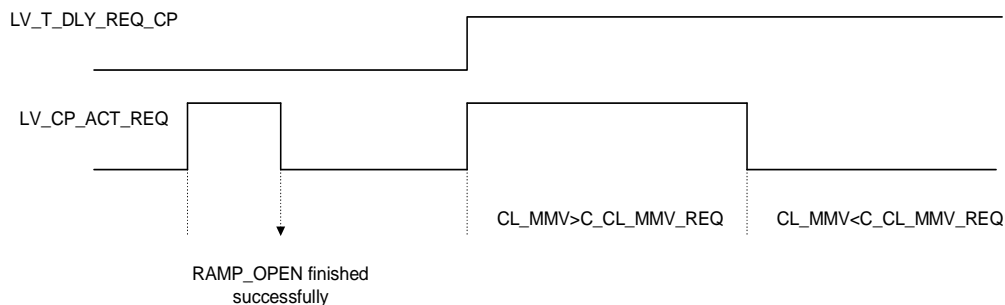 LV_T_DLY_REQ_CP
LV_CP_ACT_REQ
CL_MMV>C_CL_MMV_REQ
CL_MMV<C_CL_MMV_REQ
RAMP_OPEN finished
successfully